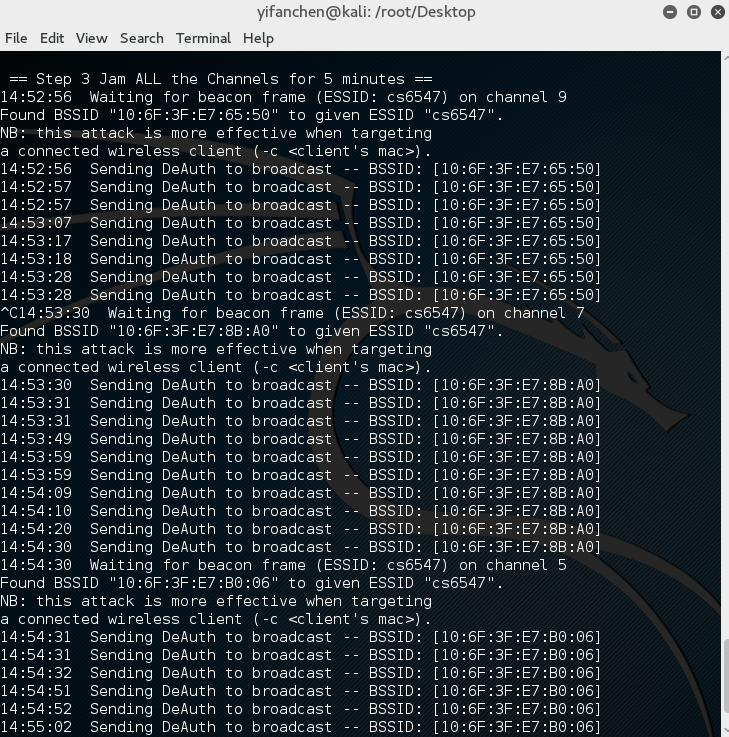 yifanchen@kali: /root/Desktop
File Edit View Search Terminal Help
== Step 3 Jam ALL the Channels for 5 minutes ==
14:52:56  Waiting for beacon frame (ESSID: cs6547) on channel 9
Found BSSID "10:6F:3F:E7:65:50" to given ESSID "cs6547".
NB: this attack is more effective when targeting
a connected wireless client (-c <client's mac>).
14:52:56  Sending DeAuth to broadcast -- BSSID: [10:6F:3F:E7:65:50]
14:52:57  Sending DeAuth to broadcast -- BSSID: [10:6F:3F:E7:65:50]
14:52:57  Sending DeAuth to broadcast -- BSSID: [10:6F:3F:E7:65:50]
14:53:07  Sending DeAuth to broadcast -- BSSID: [10:6F:3F:E7:65:50]
14:53:17  Sending DeAuth to broadcast -- BSSID: [10:6F:3F:E7:65:50]
14:53:18  Sending DeAuth to broadcast -- BSSID: [10:6F:3F:E7:65:50]
14:53:28  Sending DeAuth to broadcast -- BSSID: [10:6F:3F:E7:65:50]
14:53:28  Sending DeAuth to broadcast -- BSSID: [10:6F:3F:E7:65:50]
^C14:53:30  Waiting for beacon frame (ESSID: cs6547) on channel 7
Found BSSID "10:6F:3F:E7:8B:A0" to given ESSID "cs6547".
NB: this attack is more effective when targeting
a connected wireless client (-c <client's mac>).
14:53:30  Sending DeAuth to broadcast -- BSSID: [10:6F:3F:E7:8B:A0]
14:53:31  Sending DeAuth to broadcast -- BSSID: [10:6F:3F:E7:8B:A0]
14:53:31  Sending DeAuth to broadcast -- BSSID: [10:6F:3F:E7:8B:A0]
14:53:49  Sending DeAuth to broadcast -- BSSID: [10:6F:3F:E7:8B:A0]
14:53:59  Sending DeAuth to broadcast -- BSSID: [10:6F:3F:E7:8B:A0]
14:53:59  Sending DeAuth to broadcast -- BSSID: [10:6F:3F:E7:8B:A0]
14:54:09  Sending DeAuth to broadcast -- BSSID: [10:6F:3F:E7:8B:A0]
14:54:10  Sending DeAuth to broadcast -- BSSID: [10:6F:3F:E7:8B:A0]
14:54:20  Sending DeAuth to broadcast -- BSSID: [10:6F:3F:E7:8B:A0]
14:54:30  Sending DeAuth to broadcast -- BSSID: [10:6F:3F:E7:8B:A0]
14:54:30  Waiting for beacon frame (ESSID: cs6547) on channel 5
Found BSSID "10:6F:3F:E7:B0:06" to given ESSID "cs6547".
NB: this attack is more effective when targeting
a connected wireless client (-c <client's mac>).
14:54:31  Sending DeAuth to broadcast -- BSSID: [10:6F:3F:E7:B0:06]
14:54:31  Sending DeAuth to broadcast -- BSSID: [10:6F:3F:E7:B0:06]
14:54:32  Sending DeAuth to broadcast -- BSSID: [10:6F:3F:E7:B0:06]
14:54:51  Sending DeAuth to broadcast -- BSSID: [10:6F:3F:E7:B0:06]
14:54:52  Sending DeAuth to broadcast -- BSSID: [10:6F:3F:E7:B0:06]
14:55:02  Sending DeAuth to broadcast -- BSSID: [10:6F:3F:E7:B0:06]